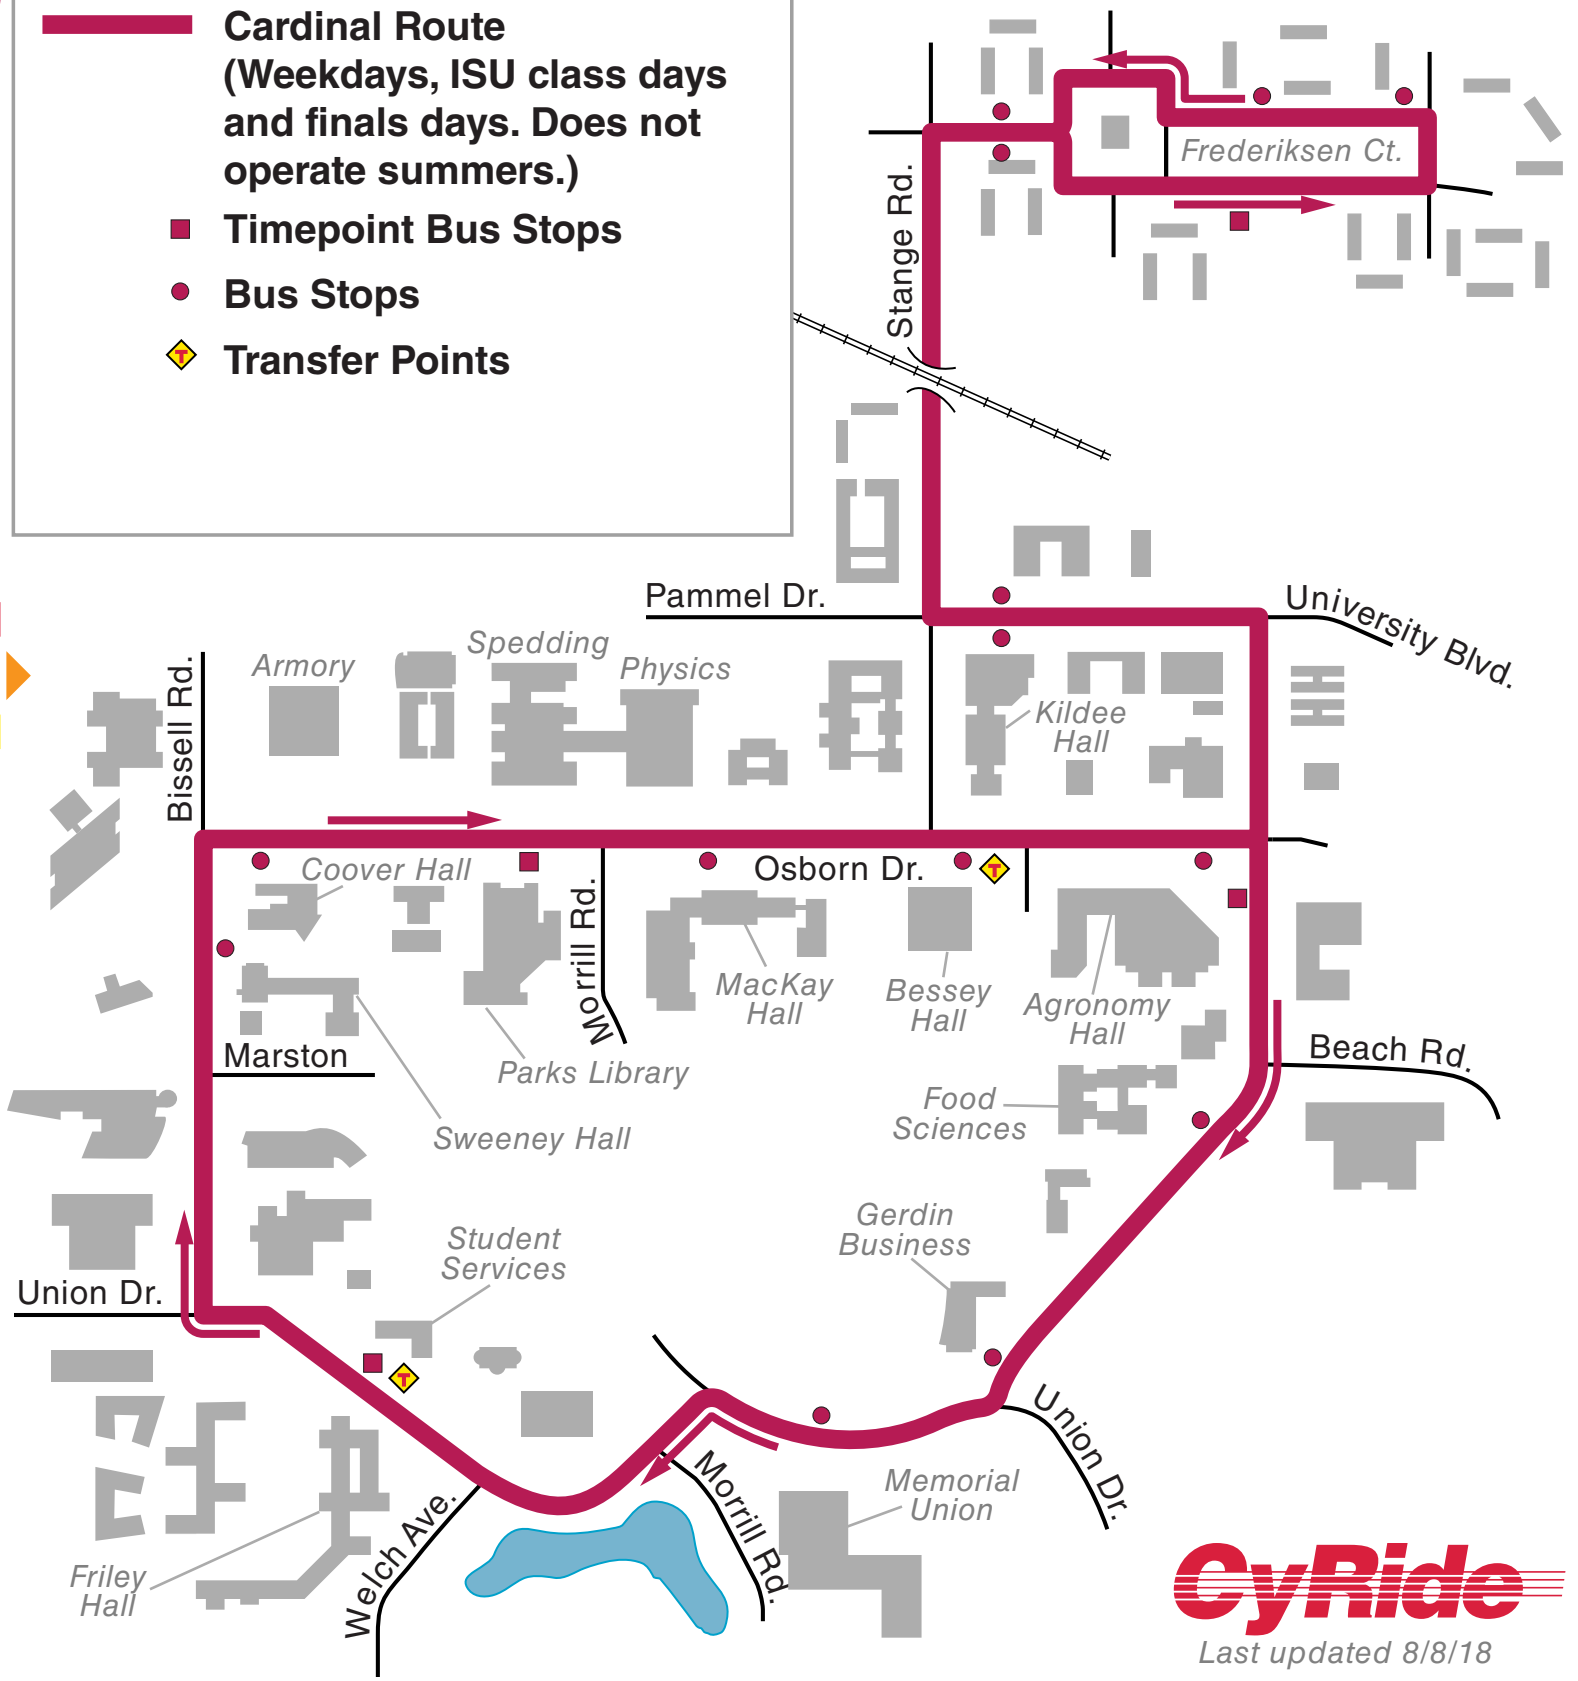 Cardinal Route
(Weekdays, ISU class days
and finals days. Does not
operate summers.)
Timepoint Bus Stops
Bus Stops
T
Transfer Points
Frederiksen Ct.
Stange Rd.
Pammel Dr.
University Blvd.
Bissell Rd.
Armory
Spedding
Physics
Kildee
Hall
Coover Hall
Osborn Dr.
T
Morrill Rd.
MacKay
Hall
Bessey
Hall
Agronomy
Hall
Marston
Parks Library
Beach Rd.
Sweeney Hall
Food
Sciences
Student
Services
Gerdin
Business
Union Dr.
T
Union Dr.
Morrill Rd.
Memorial
Union
Welch Ave.
Friley
Hall
CyRide
Last updated 8/8/18